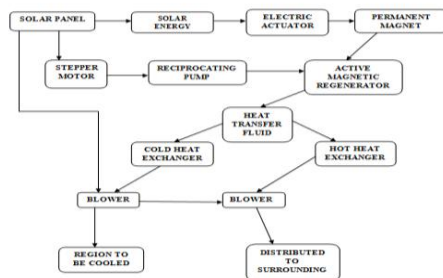 SOLAR PANEL
SOLAR
ENERGY
ELECTRIC
ACTUATOR
PERMANENT
MAGNET
STEPPER
MOTOR
RECIPROCATING
PUMP
ACTIVE
MAGNETIC
REGENERATOR
HEAT
TRANSFER
FLUID
COLD HEAT
EXCHANGER
HOT HEAT
EXCHANGER
BLOWER
BLOWER
REGION TO
BE COOLED
DISTRIBUTED
TO
SURROUNDING